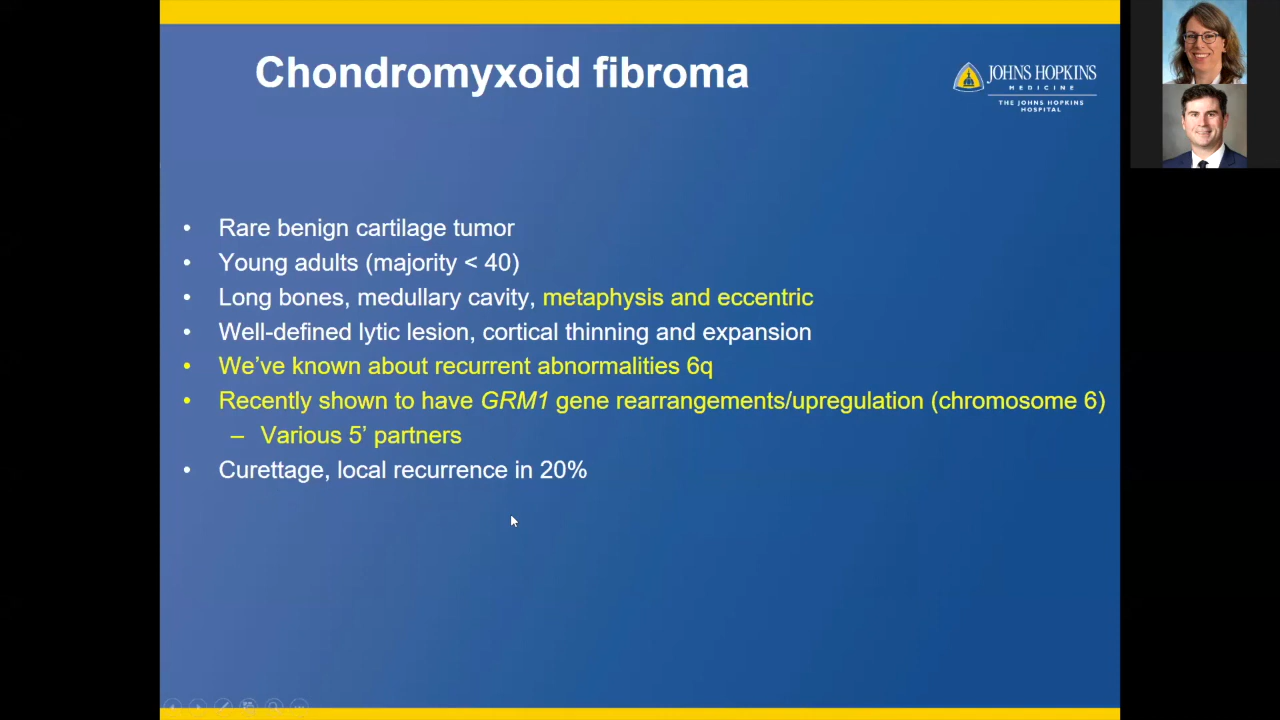 Chondromyxoid fibroma
JOHNS HOPKINS
MEDICINE
THE JOHNS HOPKINS
HOSPITAL
• Rare benign cartilage tumor
• Young adults (majority < 40)
• Long bones, medullary cavity, metaphysis and eccentric
• Well-defined lytic lesion, cortical thinning and expansion
• We’ve known about recurrent abnormalities 6q
• Recently shown to have GRM1 gene rearrangements/upregulation (chromosome 6)
– Various 5’ partners
• Curettage, local recurrence in 20%